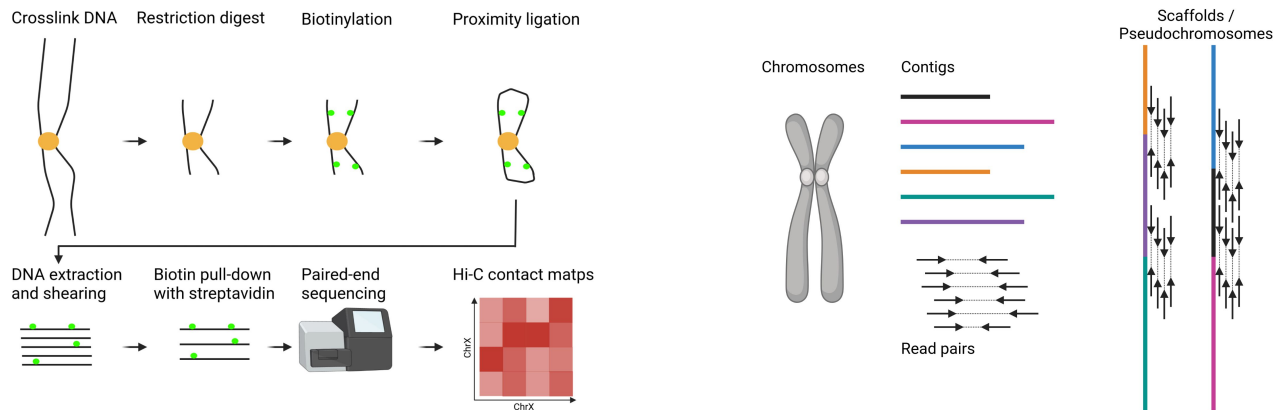 Crosslink DNA
Restriction digest
Biotinylation
Proximity ligation
DNA extraction
and shearing
Biotin pull-down
with streptavidin
Paired-end
sequencing
Hi-C contact matps
ChrX
ChrX
Chromosomes
Contigs
Read pairs
Scaffolds /
Pseudochromosomes